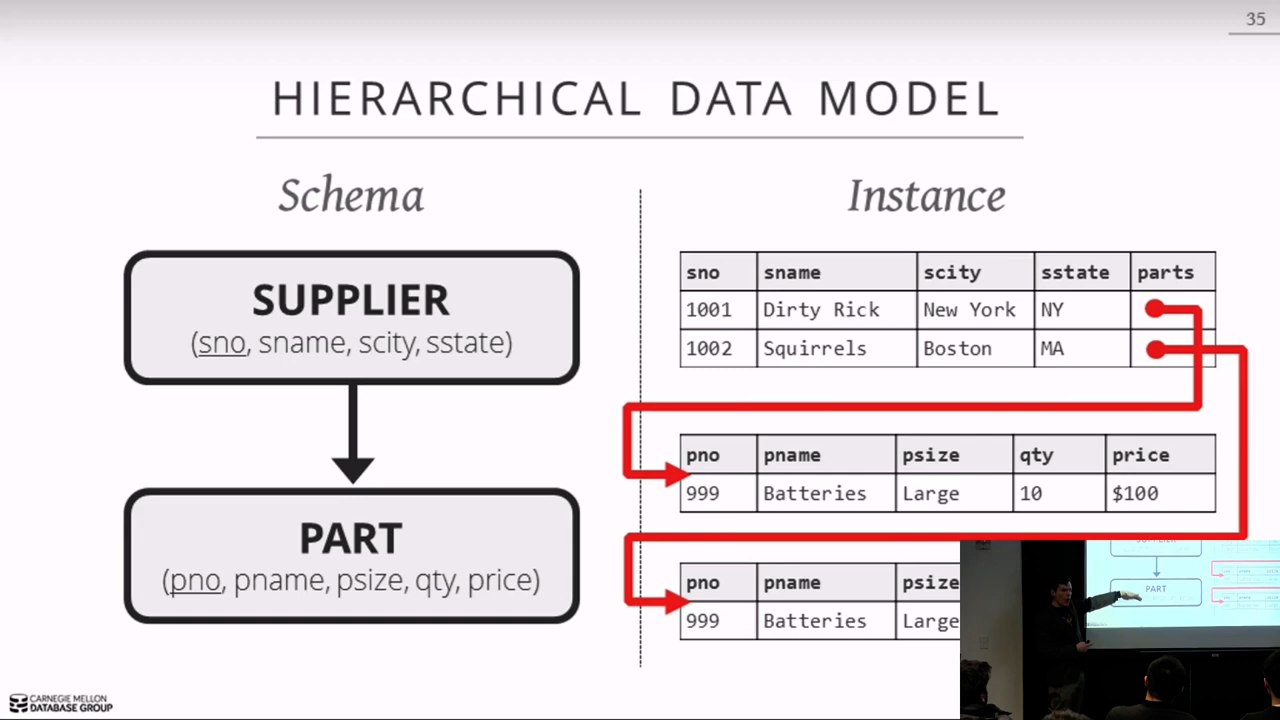 35
HIERARCHICAL DATA MODEL
Schema
SUPPLIER
(sno, sname, scity, sstate)
PART
(pno, pname, psize, qty, price)
Instance
sno sname scity sstate parts
1001 Dirty Rick New York NY
1002 Squirrels Boston MA
pno pname psize qty price
999 Batteries Large 10 $100
pno pname psize
999 Batteries Large
PART
CARNEGIE MELLON
DATABASE GROUP